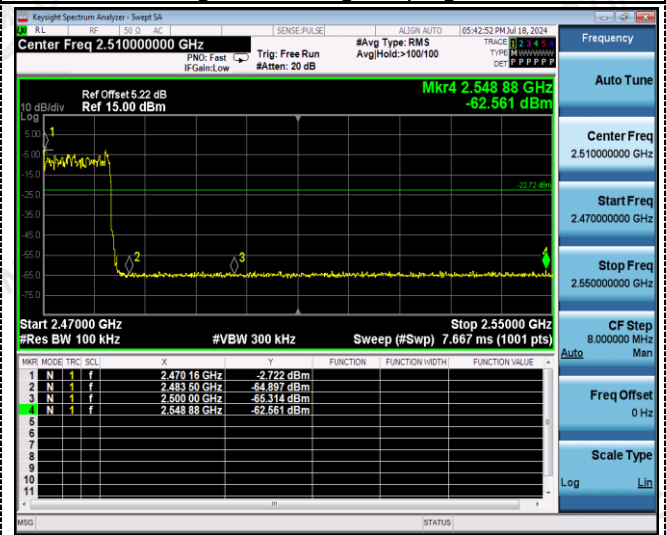 Keysight Spectrum Analyzer - Swept SA
RL RF 50 Ω AC SENSE:PULSE ALIGN AUTO 05:42:52 PM Jul 18, 2024
Center Freq 2.510000000 GHz
PNO: Fast
IFGain:Low
Trig: Free Run
#Atten: 20 dB
#Avg Type: RMS
Avg|Hold:>100/100
TRACE 1 2 3 4 5 6
TYPE M WWWWW
DET P P P P P P
Ref Offset 5.22 dB
10 dB/div Ref 15.00 dBm
Log
Mkr4 2.548 88 GHz
-62.561 dBm
5.00
-5.00
-15.0
-25.0
-35.0
-45.0
-55.0
-65.0
-75.0
1
2
3
4
-22.72 dBm
Start 2.47000 GHz Stop 2.55000 GHz
#Res BW 100 kHz #VBW 300 kHz Sweep (#Swp) 7.667 ms (1001 pts)
MKR MODE TRC SCL X Y FUNCTION FUNCTION WIDTH FUNCTION VALUE
1 N 1 f 2.470 16 GHz -2.722 dBm
2 N 1 f 2.483 50 GHz -64.897 dBm
3 N 1 f 2.500 00 GHz -65.314 dBm
4 N 1 f 2.548 88 GHz -62.561 dBm
5
6
7
8
9
10
11
MSG STATUS
Frequency
Auto Tune
Center Freq
2.510000000 GHz
Start Freq
2.470000000 GHz
Stop Freq
2.550000000 GHz
CF Step
8.000000 MHz
Auto Man
Freq Offset
0 Hz
Scale Type
Log Lin